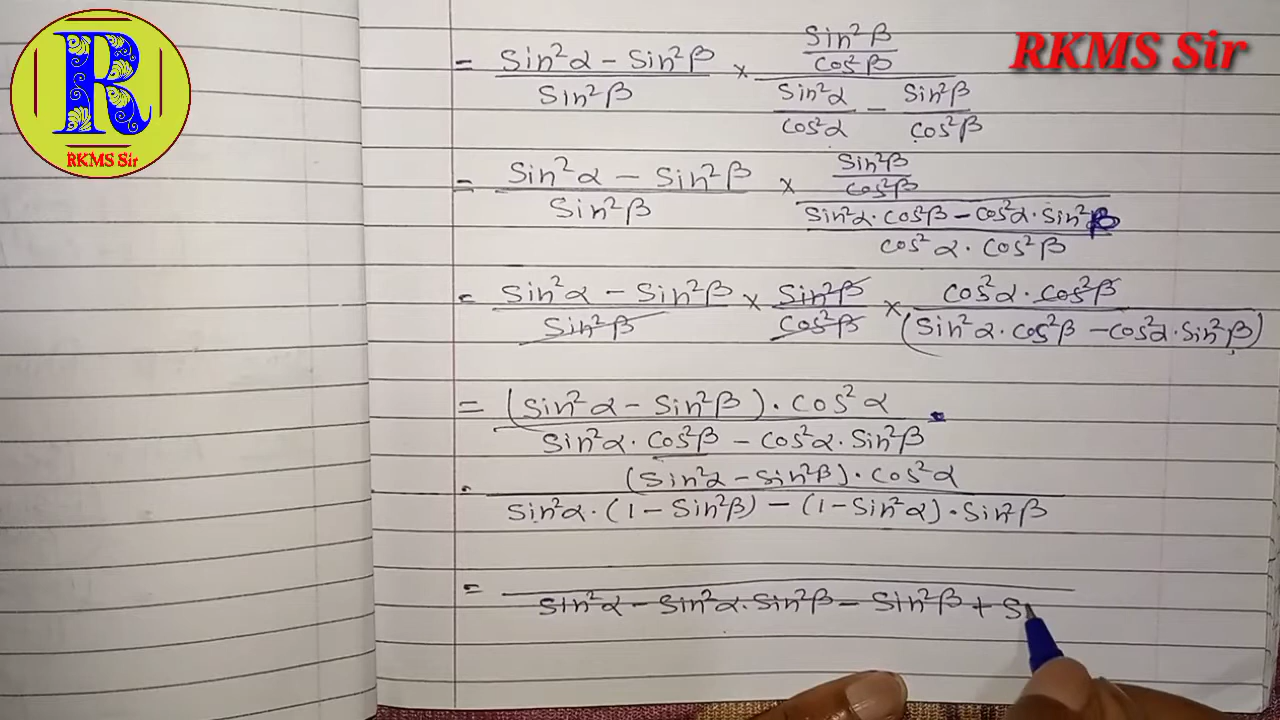 R
RKMS Sir
RKMS Sir
= (Sin²α - Sin²β)/(Sin²β) × (Sin²β/Cos²β)/(Sin²α/Cos²α - Sin²β/Cos²β)
= (Sin²α - Sin²β)/(Sin²β) × (Sin²β/Cos²β)/((Sin²α·Cos²β - Cos²α·Sin²β)/(Cos²α·Cos²β))
= (Sin²α - Sin²β)/(Sin²β) × (Sin²β)/(Cos²β) × (Cos²α·Cos²β)/(Sin²α·Cos²β - Cos²α·Sin²β)
= ((Sin²α - Sin²β)·Cos²α)/(Sin²α·Cos²β - Cos²α·Sin²β)
= ((Sin²α - Sin²β)·Cos²α)/(Sin²α·(1 - Sin²β) - (1 - Sin²α)·Sin²β)
= /(Sin²α - Sin²α·Sin²β - Sin²β + S